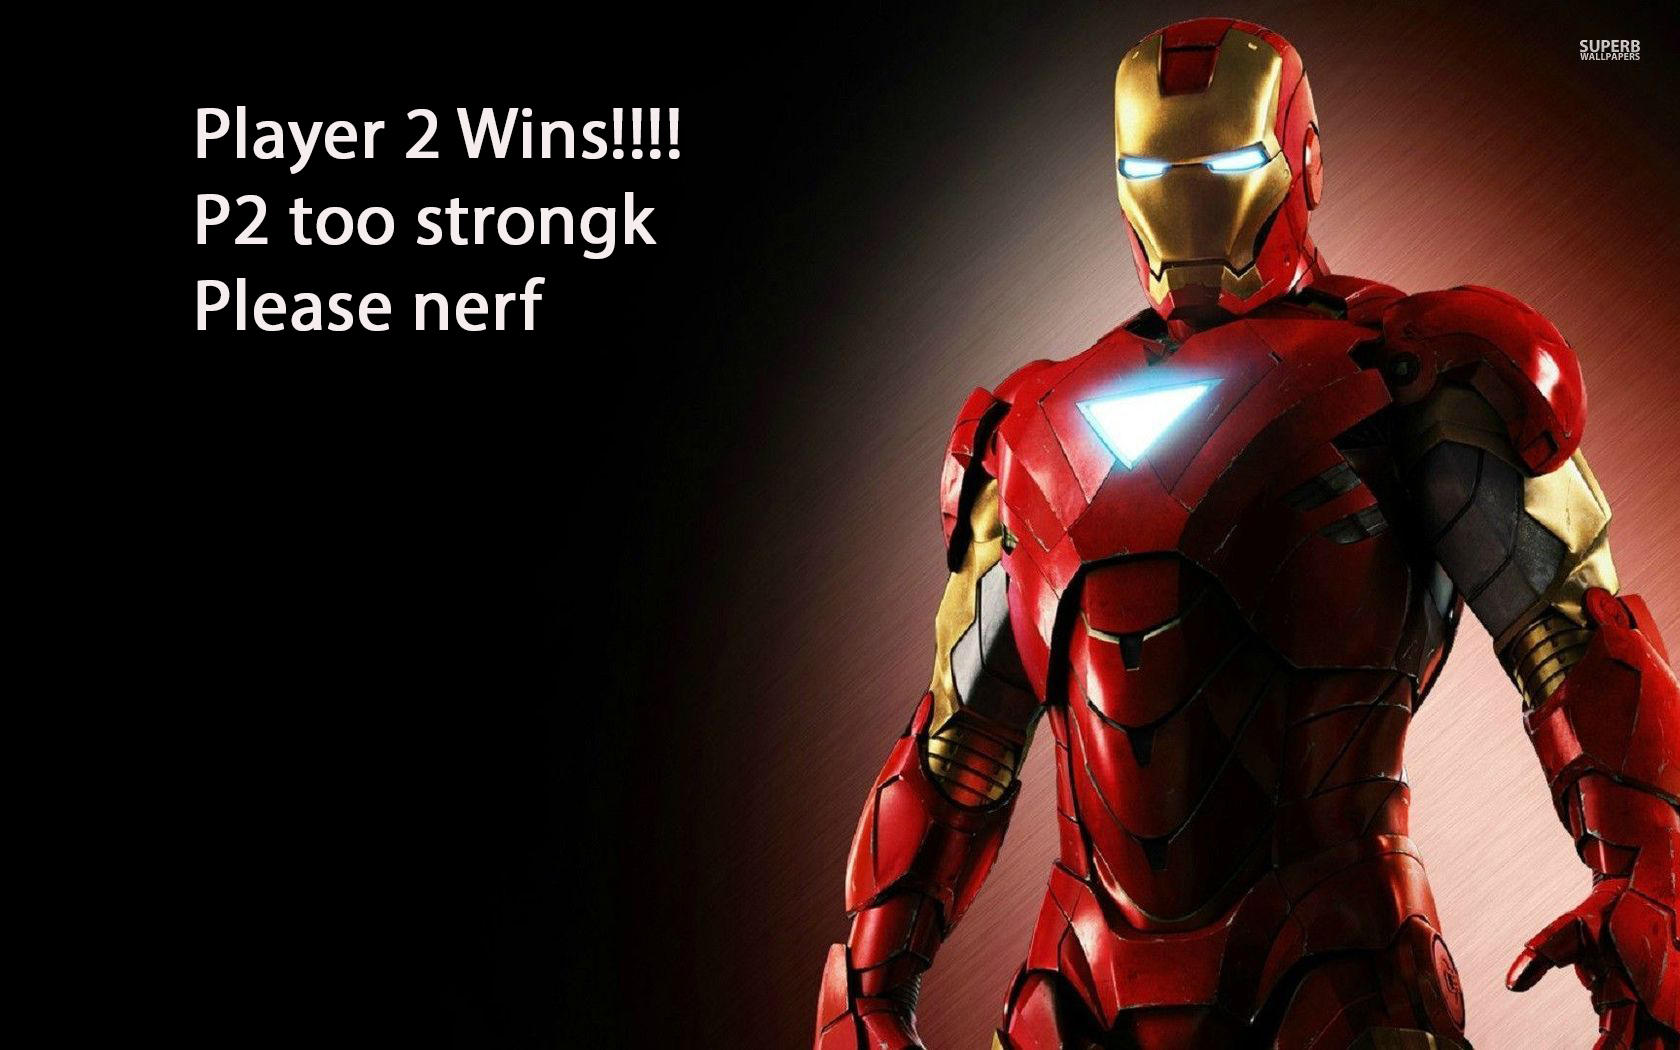 SUPERB
WALLPAPERS
Player 2 Wins!!!!
P2 too strongk
Please nerf